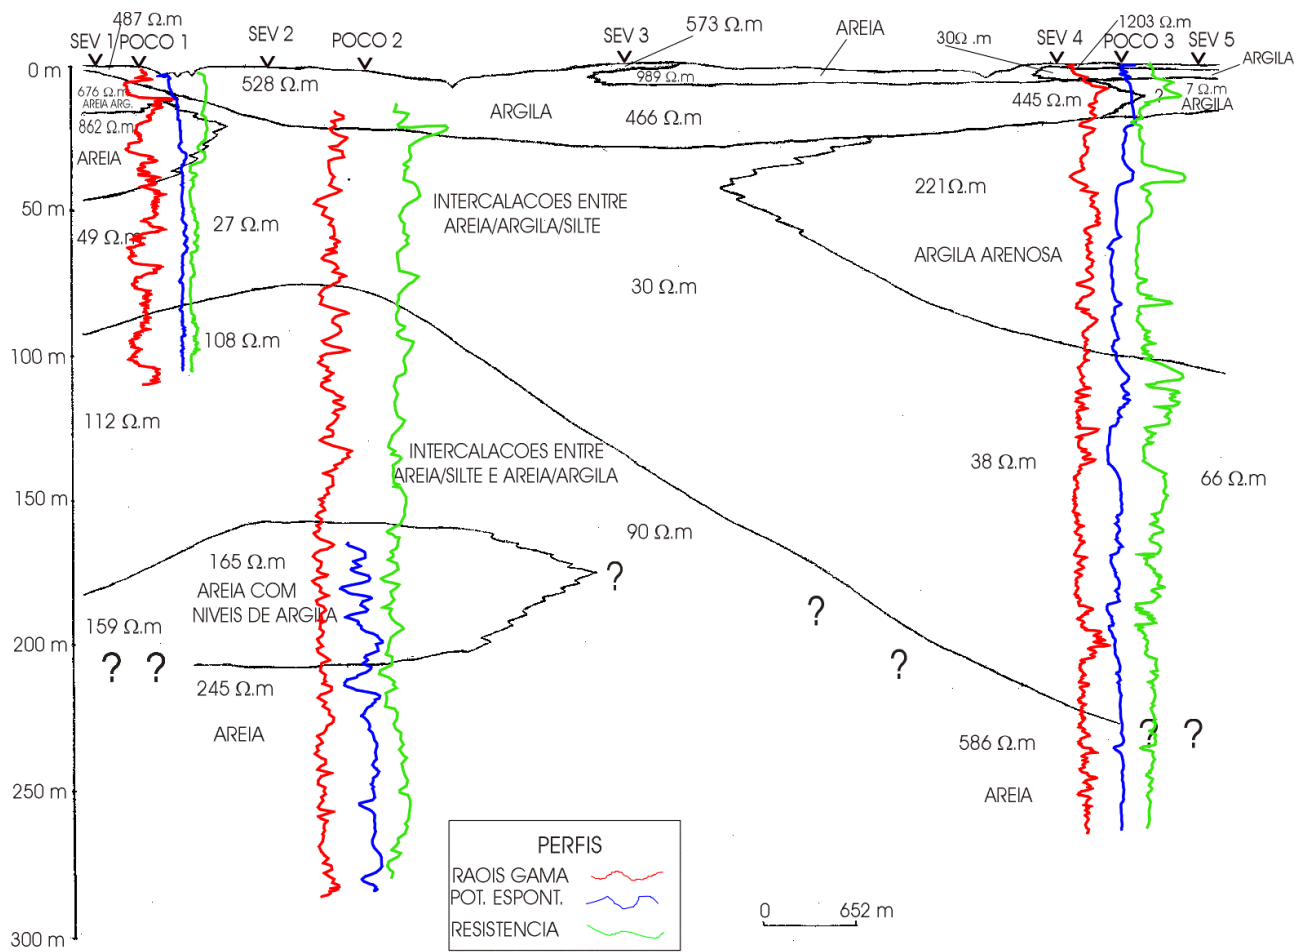 487 Ω.m
SEV 1 POCO 1
SEV 2
POCO 2
SEV 3
573 Ω.m
AREIA
30Ω .m
SEV 4
1203 Ω.m
POCO 3
SEV 5
ARGILA
0 m
676 Ω.m
AREIA ARG.
862 Ω.m
AREIA
528 Ω.m
989 Ω.m
ARGILA
466 Ω.m
445 Ω.m
?
7 Ω.m
ARGILA
50 m
49 Ω.m
27 Ω.m
INTERCALACÖES ENTRE
AREIA/ARGILA/SILTE
30 Ω.m
221Ω.m
ARGILA ARENOSA
100 m
108 Ω.m
112 Ω.m
INTERCALACOES ENTRE
AREIA/SILTE E AREIA/ARGILA
38 Ω.m
66 Ω.m
150 m
90 Ω.m
165 Ω.m
AREIA COM
NIVEIS DE ARGILA
?
?
159 Ω.m
? ?
200 m
?
245 Ω.m
AREIA
586 Ω.m
? ?
AREIA
250 m
PERFIS
RAOIS GAMA
POT. ESPONT.
RESISTENCIA
0 652 m
300 m